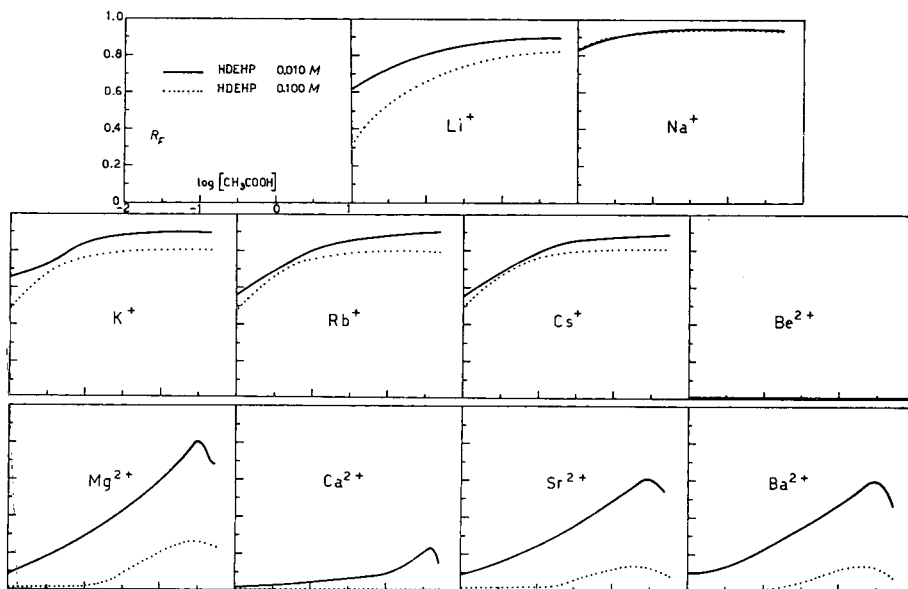 1.0
0.8
0.6
0.4
0.2
0
HDEHP 0.010 M
HDEHP 0.100 M
R_F
log [CH₃COOH]
-2 -1 0 1
Li⁺
Na⁺
K⁺
Rb⁺
Cs⁺
Be²⁺
Mg²⁺
Ca²⁺
Sr²⁺
Ba²⁺